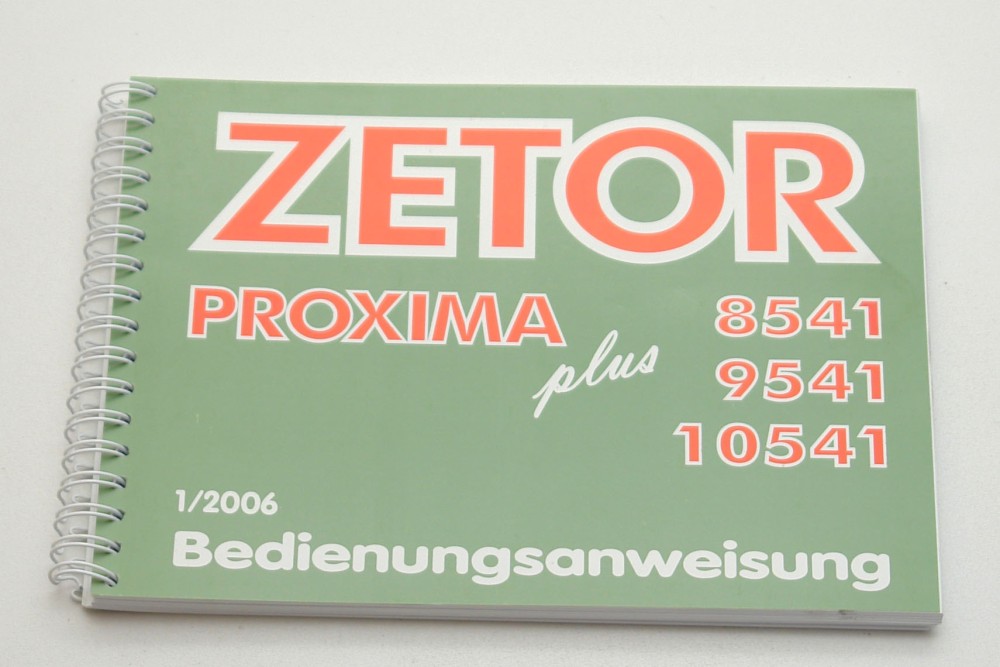 ZETOR
PROXIMA plus
8541
9541
10541
1/2006
Bedienungsanweisung